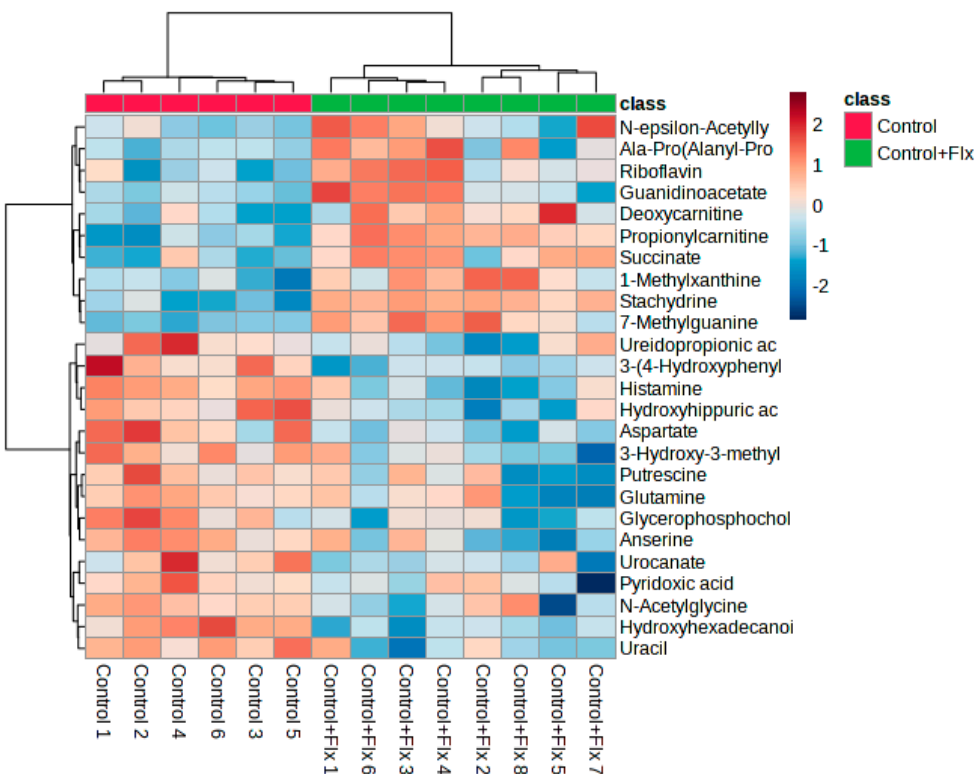 class
N-epsilon-Acetylly
Ala-Pro(Alanyl-Pro
Riboflavin
Guanidinoacetate
Deoxycarnitine
Propionylcarnitine
Succinate
1-Methylxanthine
Stachydrine
7-Methylguanine
Ureidopropionic ac
3-(4-Hydroxyphenyl
Histamine
Hydroxyhippuric ac
Aspartate
3-Hydroxy-3-methyl
Putrescine
Glutamine
Glycerophosphochol
Anserine
Urocanate
Pyridoxic acid
N-Acetylglycine
Hydroxyhexadecanoi
Uracil
2
1
0
-1
-2
class
Control
Control+Flx
Control 1
Control 2
Control 4
Control 6
Control 3
Control 5
Control+Flx 1
Control+Flx 6
Control+Flx 3
Control+Flx 4
Control+Flx 2
Control+Flx 8
Control+Flx 5
Control+Flx 7